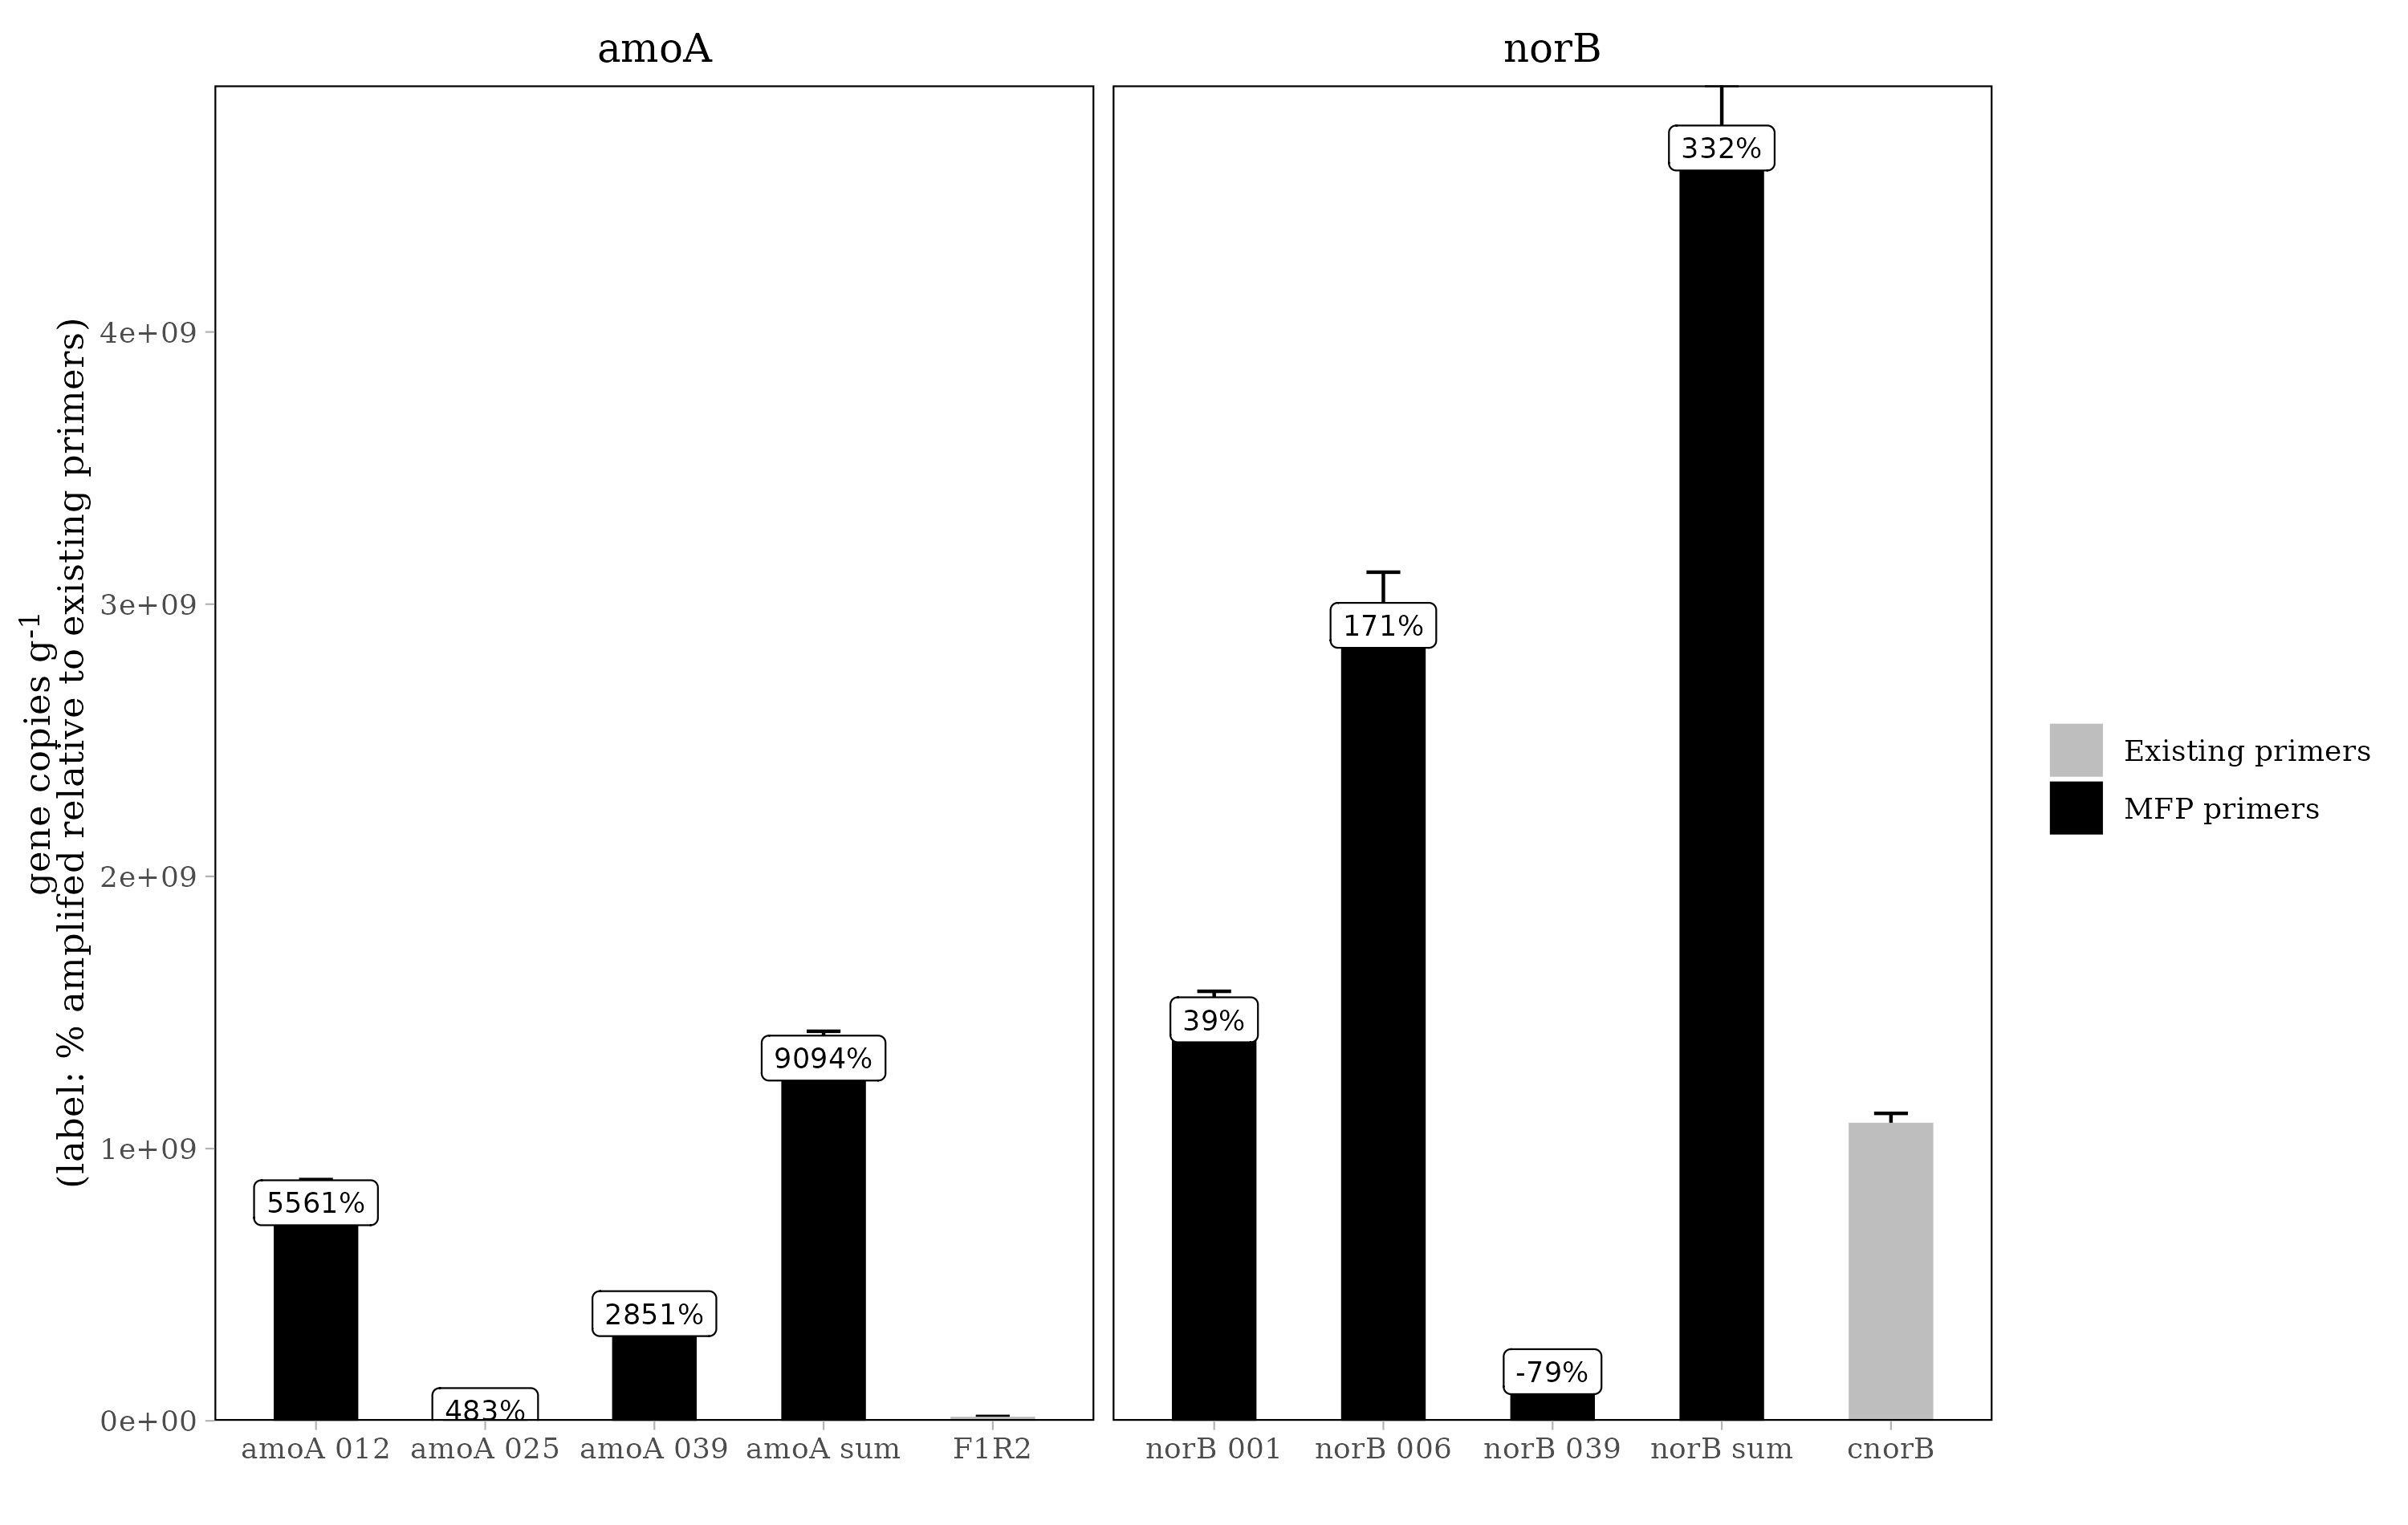 amoA
norB
gene copies g-1
(label: % amplifed relative to existing primers)
4e+09
3e+09
2e+09
1e+09
0e+00
5561%
483%
2851%
9094%
39%
171%
-79%
332%
amoA 012
amoA 025
amoA 039
amoA sum
F1R2
norB 001
norB 006
norB 039
norB sum
cnorB
Existing primers
MFP primers